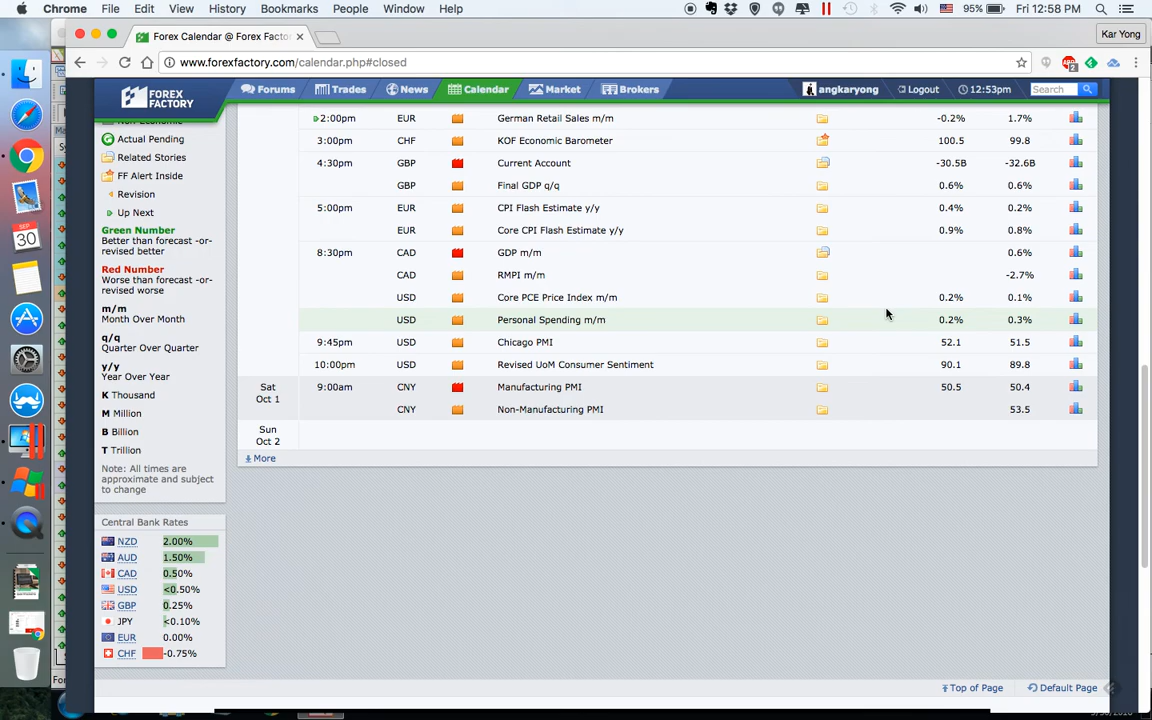 Chrome File Edit View History Bookmarks People Window Help 95% Fri 12:58 PM
Forex Calendar @ Forex Factor
Kar Yong
www.forexfactory.com/calendar.php#closed
FOREX FACTORY
Forums Trades News Calendar Market Brokers angkaryong Logout 12:53pm Search
2:00pm EUR German Retail Sales m/m -0.2% 1.7%
3:00pm CHF KOF Economic Barometer 100.5 99.8
4:30pm GBP Current Account -30.5B -32.6B
GBP Final GDP q/q 0.6% 0.6%
5:00pm EUR CPI Flash Estimate y/y 0.4% 0.2%
EUR Core CPI Flash Estimate y/y 0.9% 0.8%
8:30pm CAD GDP m/m 0.6%
CAD RMPI m/m -2.7%
USD Core PCE Price Index m/m 0.2% 0.1%
USD Personal Spending m/m 0.2% 0.3%
9:45pm USD Chicago PMI 52.1 51.5
10:00pm USD Revised UoM Consumer Sentiment 90.1 89.8
Sat Oct 1 9:00am CNY Manufacturing PMI 50.5 50.4
CNY Non-Manufacturing PMI 53.5
Sun Oct 2
More
Actual Pending
Related Stories
FF Alert Inside
Revision
Up Next
Green Number
Better than forecast -or-
revised better
Red Number
Worse than forecast -or-
revised worse
m/m
Month Over Month
q/q
Quarter Over Quarter
y/y
Year Over Year
K Thousand
M Million
B Billion
T Trillion
Note: All times are
approximate and subject
to change
Central Bank Rates
NZD 2.00%
AUD 1.50%
CAD 0.50%
USD <0.50%
GBP 0.25%
JPY <0.10%
EUR 0.00%
CHF -0.75%
Top of Page Default Page
SEP
30